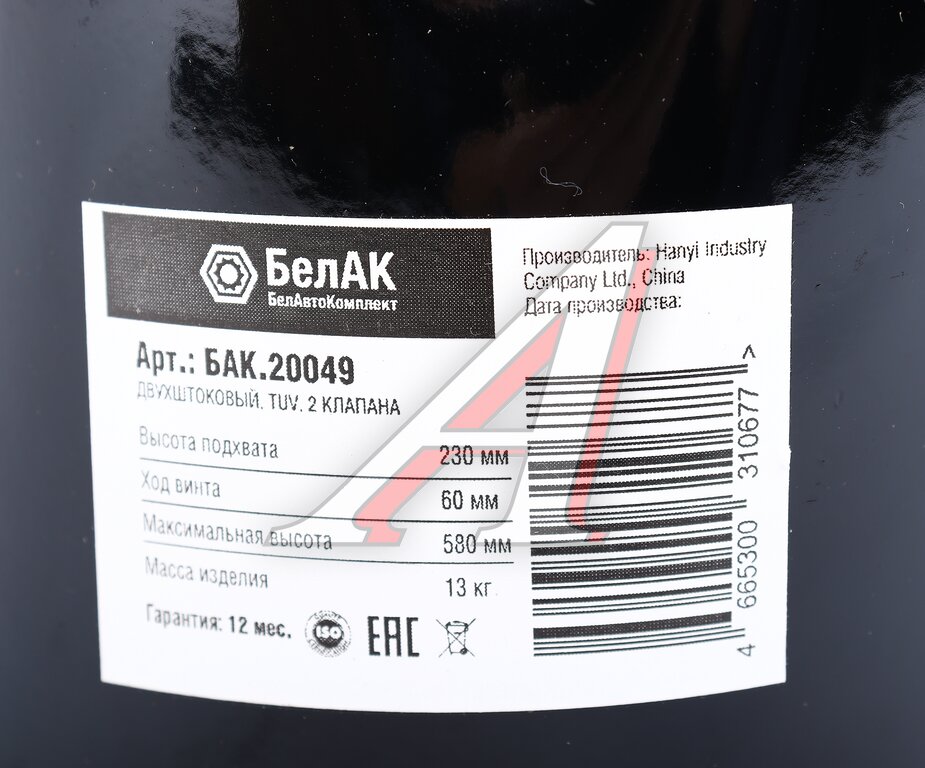 БелАК
БелАвтоКомплект
Арт.: БАК.20049
ДВУХШТОКОВЫЙ, TUV, 2 КЛАПАНА
Высота подхвата 230 мм
Ход винта 60 мм
Максимальная высота 580 мм
Масса изделия 13 кг
Гарантия: 12 мес.
ISO
EAC
Производитель: Hanyi Industry
Company Ltd., China
Дата производства:
4 665300 310677 >